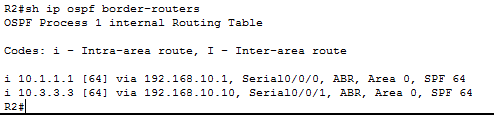 R2#sh ip ospf border-routers
OSPF Process 1 internal Routing Table
Codes: i - Intra-area route, I - Inter-area route
i 10.1.1.1 [64] via 192.168.10.1, Serial0/0/0, ABR, Area 0, SPF 64
i 10.3.3.3 [64] via 192.168.10.10, Serial0/0/1, ABR, Area 0, SPF 64
R2#